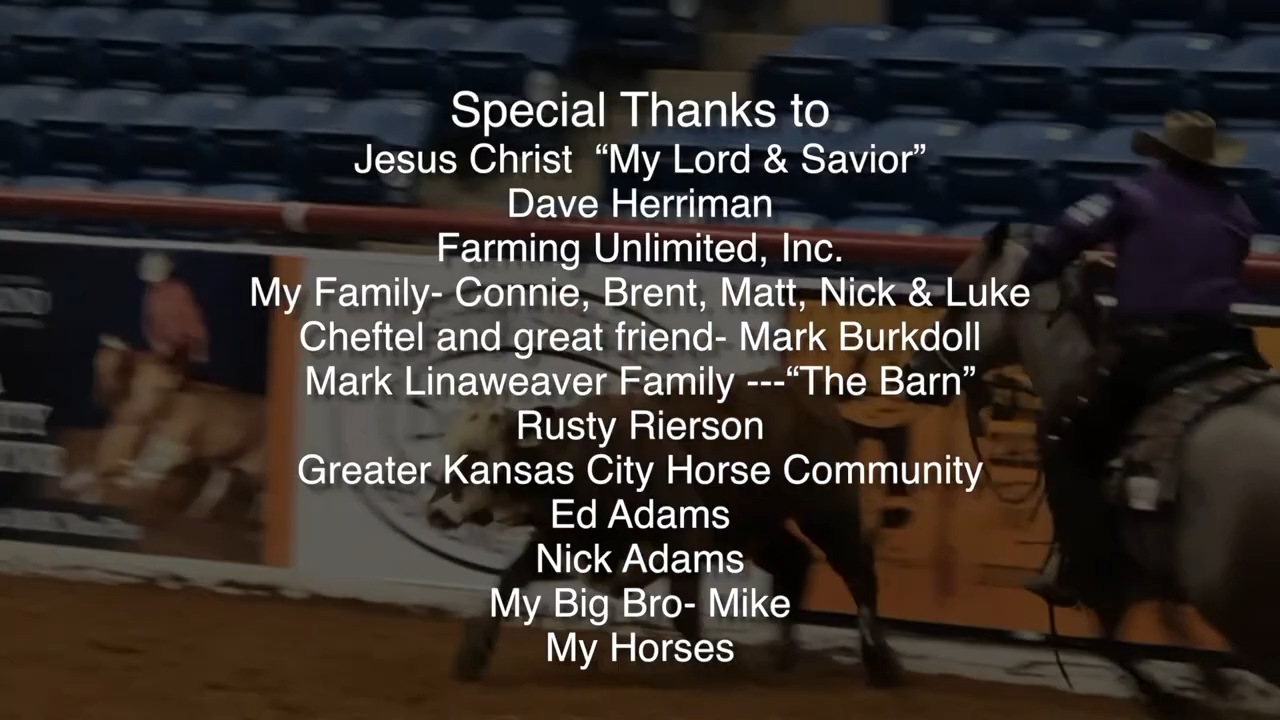 Special Thanks to
Jesus Christ  “My Lord & Savior”
Dave Herriman
Farming Unlimited, Inc.
My Family- Connie, Brent, Matt, Nick & Luke
Cheftel and great friend- Mark Burkdoll
Mark Linaweaver Family ---“The Barn”
Rusty Rierson
Greater Kansas City Horse Community
Ed Adams
Nick Adams
My Big Bro- Mike
My Horses